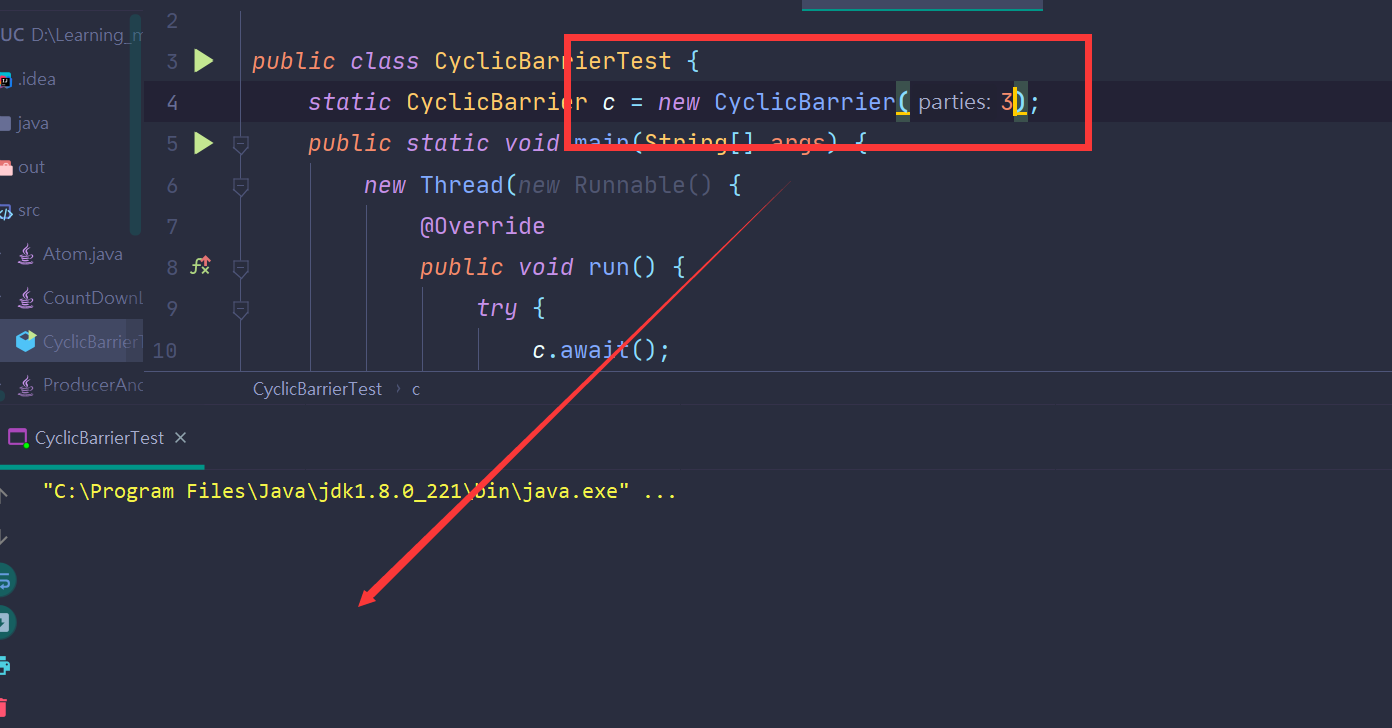 UC D:\Learning_m
.idea
java
out
src
Atom.java
CountDownL
CyclicBarrierT
ProducerAnc
2
3 public class CyclicBarrierTest {
4 static CyclicBarrier c = new CyclicBarrier( parties: 3);
5 public static void main(String[] args) {
6 new Thread(new Runnable() {
7 @Override
8 public void run() {
9 try {
10 c.await();
CyclicBarrierTest › c
CyclicBarrierTest
"C:\Program Files\Java\jdk1.8.0_221\bin\java.exe" ...